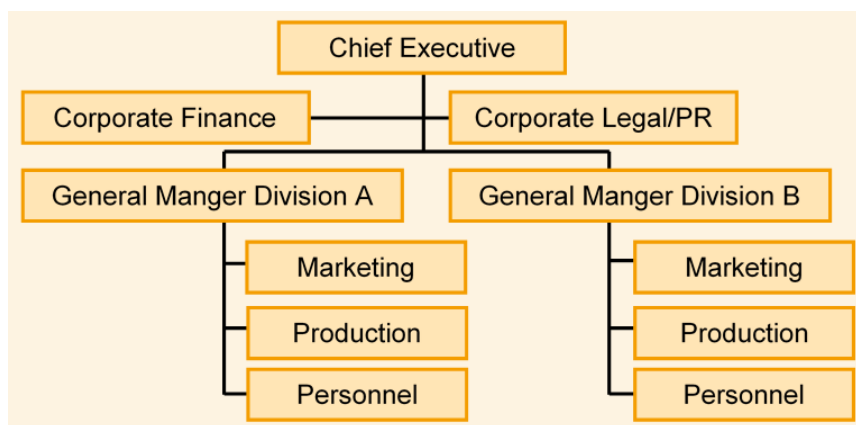 Chief Executive
Corporate Finance
Corporate Legal/PR
General Manger Division A
General Manger Division B
Marketing
Marketing
Production
Production
Personnel
Personnel